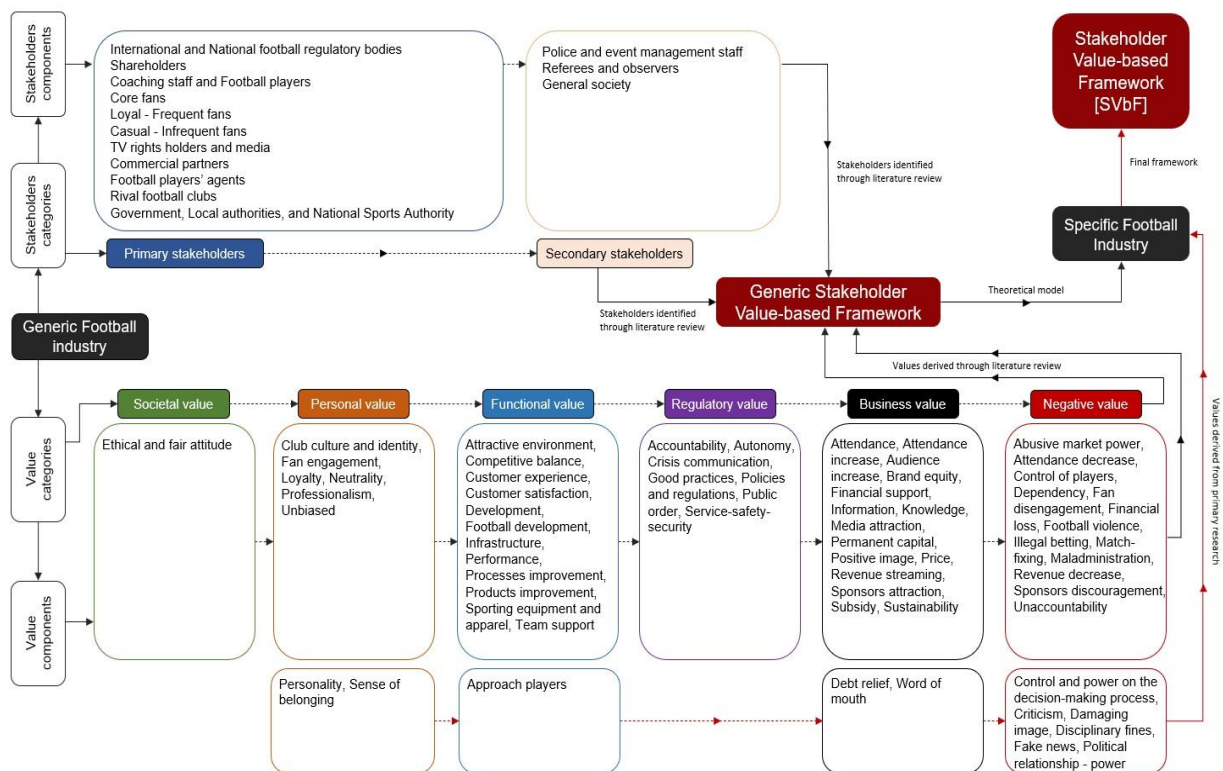 Stakeholders
components
International and National football regulatory bodies
Shareholders
Coaching staff and Football players
Core fans
Loyal - Frequent fans
Casual - Infrequent fans
TV rights holders and media
Commercial partners
Football players' agents
Rival football clubs
Government, Local authorities, and National Sports Authority
Police and event management staff
Referees and observers
General society
Stakeholder
Value-based
Framework
[SVbF]
Stakeholders identified
through literature review
Final framework
Stakeholders
categories
Primary stakeholders
Secondary stakeholders
Specific Football
Industry
Generic Stakeholder
Value-based Framework
Theoretical model
Stakeholders identified
through literature review
Generic Football
industry
Values derived through literature review
Values derived from primary research
Value
categories
Societal value
Personal value
Functional value
Regulatory value
Business value
Negative value
Value
components
Ethical and fair attitude
Club culture and identity,
Fan engagement,
Loyalty, Neutrality,
Professionalism,
Unbiased
Attractive environment,
Competitive balance,
Customer experience,
Customer satisfaction,
Development,
Football development,
Infrastructure,
Performance,
Processes improvement,
Products improvement,
Sporting equipment and
apparel, Team support
Accountability, Autonomy,
Crisis communication,
Good practices, Policies
and regulations, Public
order, Service-safety-
security
Attendance, Attendance
increase, Audience
increase, Brand equity,
Financial support,
Information, Knowledge,
Media attraction,
Permanent capital,
Positive image, Price,
Revenue streaming,
Sponsors attraction,
Subsidy, Sustainability
Abusive market power,
Attendance decrease,
Control of players,
Dependency, Fan
disengagement, Financial
loss, Football violence,
Illegal betting, Match-
fixing, Maladministration,
Revenue decrease,
Sponsors discouragement,
Unaccountability
Personality, Sense of
belonging
Approach players
Debt relief, Word of
mouth
Control and power on the
decision-making process,
Criticism, Damaging
image, Disciplinary fines,
Fake news, Political
relationship - power